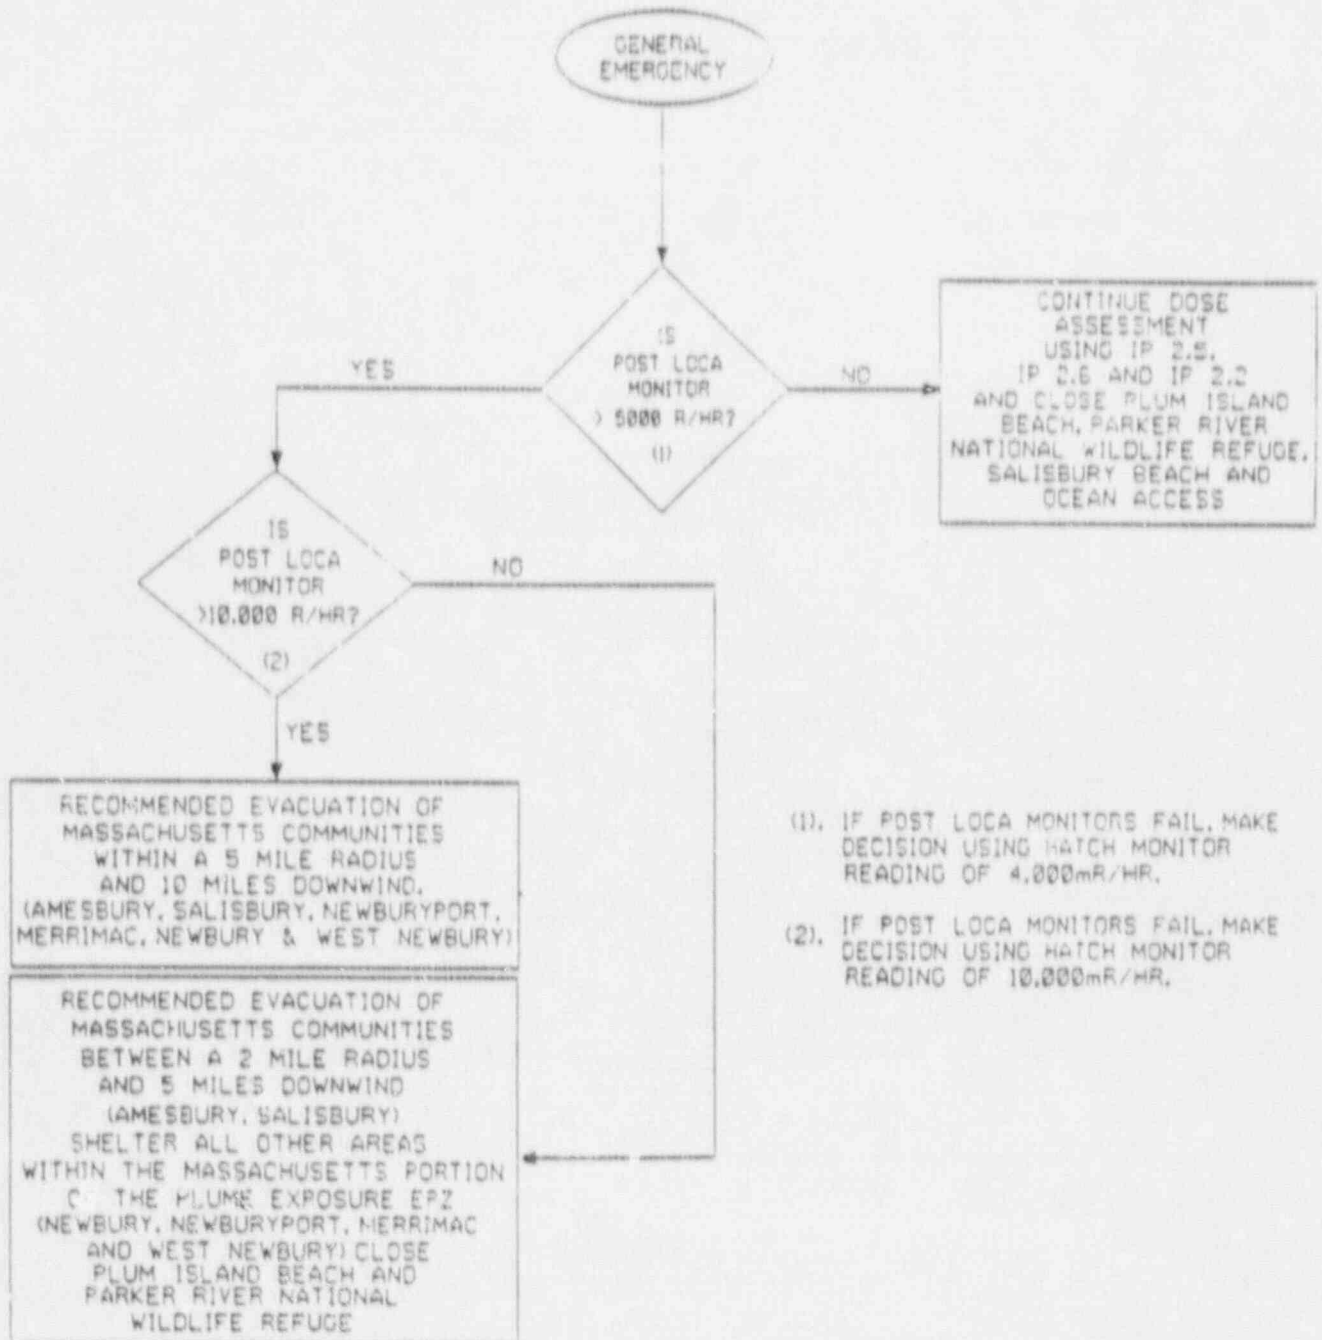 GENERAL
EMERGENCY
IS
POST LOCA
MONITOR
> 5000 R/HR?
(1)
YES
NO
CONTINUE DOSE
ASSESSMENT
USING IP 2.5,
IP 2.6 AND IP 2.2
AND CLOSE PLUM ISLAND
BEACH, PARKER RIVER
NATIONAL WILDLIFE REFUGE,
SALISBURY BEACH AND
OCEAN ACCESS
IS
POST LOCA
MONITOR
>10,000 R/HR?
(2)
NO
YES
RECOMMENDED EVACUATION OF
MASSACHUSETTS COMMUNITIES
WITHIN A 5 MILE RADIUS
AND 10 MILES DOWNWIND.
(AMESBURY, SALISBURY, NEWBURYPORT,
MERRIMAC, NEWBURY & WEST NEWBURY)
RECOMMENDED EVACUATION OF
MASSACHUSETTS COMMUNITIES
BETWEEN A 2 MILE RADIUS
AND 5 MILES DOWNWIND
(AMESBURY, SALISBURY)
SHELTER ALL OTHER AREAS
WITHIN THE MASSACHUSETTS PORTION
THE PLUME EXPOSURE EPZ
(NEWBURY, NEWBURYPORT, MERRIMAC
AND WEST NEWBURY) CLOSE
PLUM ISLAND BEACH AND
PARKER RIVER NATIONAL
WILDLIFE REFUGE
(1). IF POST LOCA MONITORS FAIL, MAKE
DECISION USING HATCH MONITOR
READING OF 4,000mR/HR.
(2). IF POST LOCA MONITORS FAIL, MAKE
DECISION USING HATCH MONITOR
READING OF 10,000mR/HR.